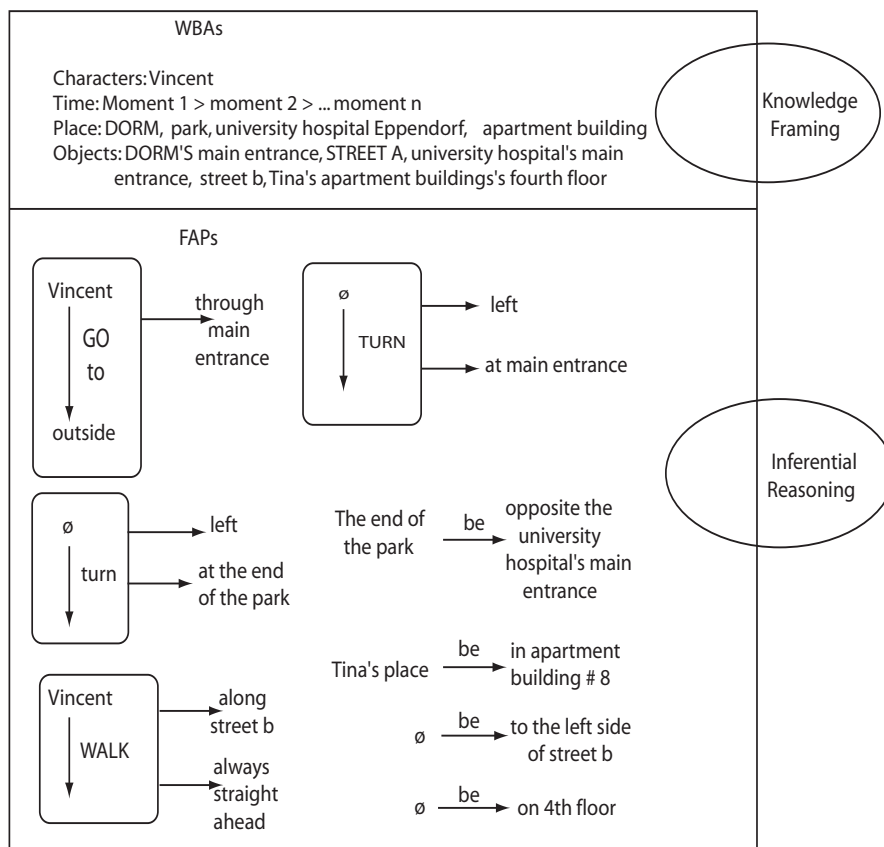 WBAs
Characters: Vincent
Time: Moment 1 > moment 2 > ... moment n
Place: DORM, park, university hospital Eppendorf, apartment building
Objects: DORM'S main entrance, STREET A, university hospital's main
entrance, street b, Tina's apartment buildings's fourth floor
Knowledge
Framing
FAPs
Vincent
GO
to
outside
through
main
entrance
ø
TURN
left
at main entrance
Inferential
Reasoning
ø
turn
left
at the end
of the park
The end of
the park
be
opposite the
university
hospital's main
entrance
Tina's place
be
in apartment
building # 8
Vincent
WALK
along
street b
always
straight
ahead
ø
be
to the left side
of street b
ø
be
on 4th floor